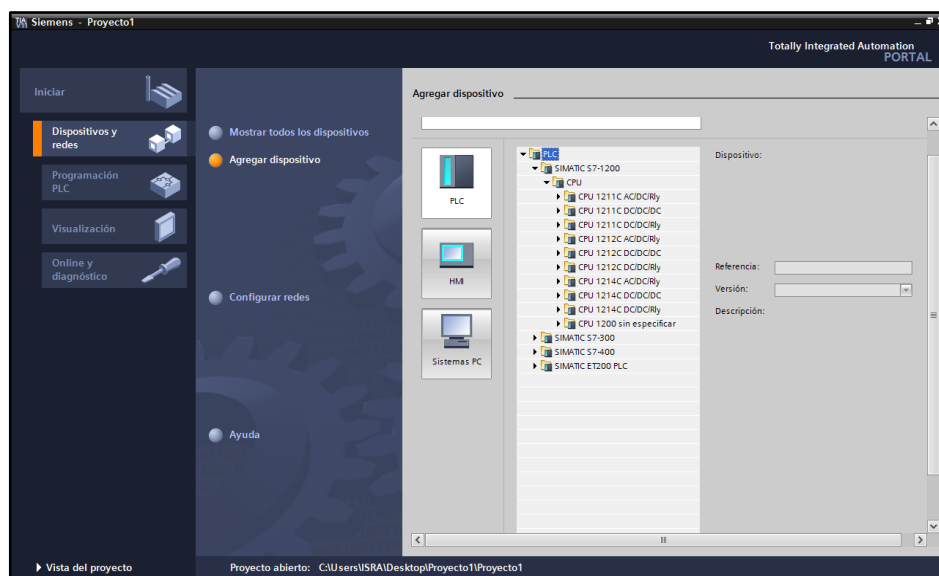 Siemens - Proyecto1
Totally Integrated Automation
PORTAL
Iniciar
Dispositivos y
redes
Programación
PLC
Visualización
Online y
diagnóstico
Mostrar todos los dispositivos
Agregar dispositivo
Configurar redes
Ayuda
Agregar dispositivo
PLC
HMI
Sistemas PC
PLC
SIMATIC S7-1200
CPU
CPU 1211C AC/DC/Rly
CPU 1211C DC/DC/DC
CPU 1211C DC/DC/Rly
CPU 1212C AC/DC/Rly
CPU 1212C DC/DC/DC
CPU 1212C DC/DC/Rly
CPU 1214C AC/DC/Rly
CPU 1214C DC/DC/DC
CPU 1214C DC/DC/Rly
CPU 1200 sin especificar
SIMATIC S7-300
SIMATIC S7-400
SIMATIC ET200 PLC
Dispositivo:
Referencia:
Versión:
Descripción:
Vista del proyecto
Proyecto abierto: C:\Users\ISRA\Desktop\Proyecto1\Proyecto1